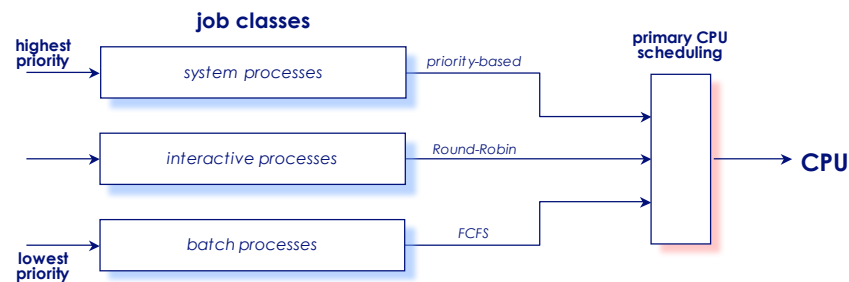 job classes
highest
priority
system processes
priority-based
primary CPU
scheduling
interactive processes
Round-Robin
CPU
batch processes
FCFS
lowest
priority